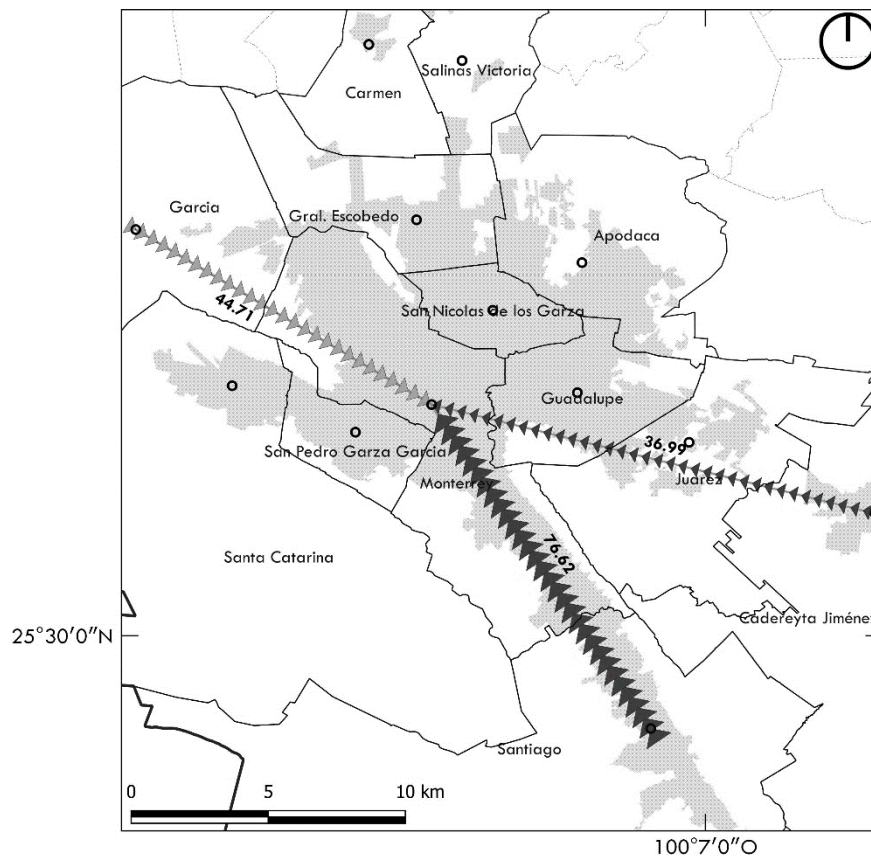 Salinas Victoria
Carmen
Garcia
Gral. Escobedo
Apodaca
44.71
San Nicolas de los Garza
Guadalupe
36.99
San Pedro Garza Garcia
Monterrey
Juarez
76.62
Santa Catarina
Cadereyta Jiménez
25°30'0"N
Santiago
0 5 10 km
100°7'0"O